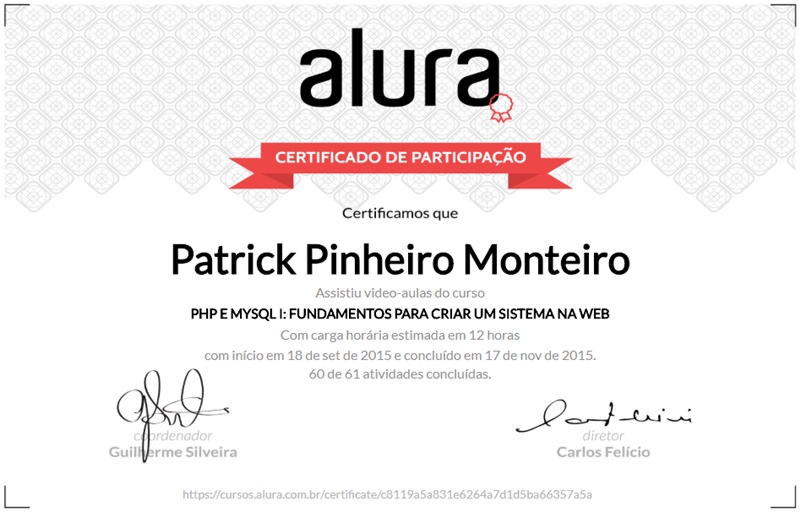 alura
CERTIFICADO DE PARTICIPAÇÃO
Certificamos que
Patrick Pinheiro Monteiro
Assistiu video-aulas do curso
PHP E MYSQL I: FUNDAMENTOS PARA CRIAR UM SISTEMA NA WEB
Com carga horária estimada em 12 horas
com início em 18 de set de 2015 e concluído em 17 de nov de 2015.
60 de 61 atividades concluídas.
coordenador
Guilherme Silveira
diretor
Carlos Felício
https://cursos.alura.com.br/certificate/c8119a5a831e6264a7d1d5ba66357a5a